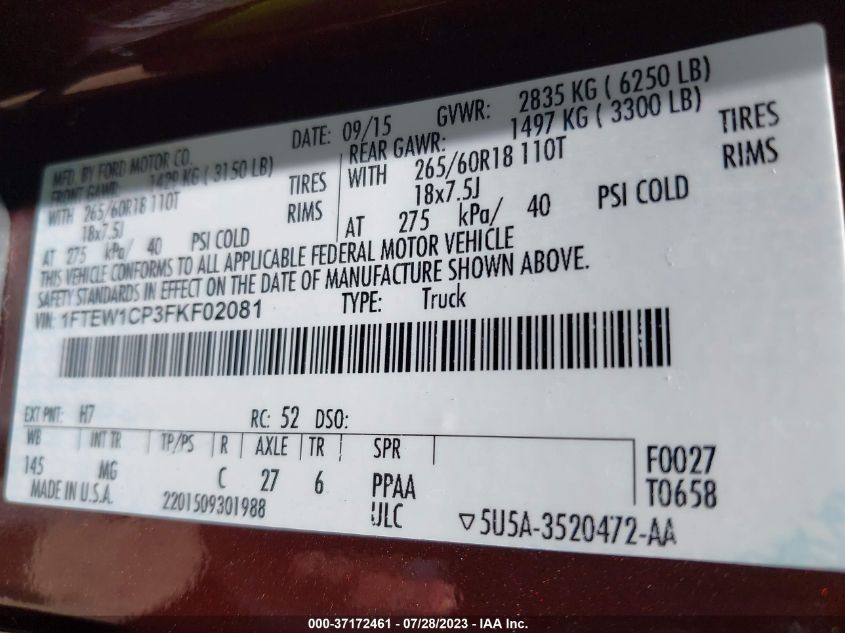 MFD. BY FORD MOTOR CO. DATE: 09/15 GVWR: 2835 KG ( 6250 LB)
FRONT GAWR: 1429 KG ( 3150 LB) REAR GAWR: 1497 KG ( 3300 LB)
WITH 265/60R18 110T TIRES WITH 265/60R18 110T TIRES
18x7.5J RIMS 18x7.5J RIMS
AT 275 kPa/ 40 PSI COLD AT 275 kPa/ 40 PSI COLD
THIS VEHICLE CONFORMS TO ALL APPLICABLE FEDERAL MOTOR VEHICLE
SAFETY STANDARDS IN EFFECT ON THE DATE OF MANUFACTURE SHOWN ABOVE.
VIN: 1FTEW1CP3FKF02081 TYPE: Truck
EXT PNT: H7 RC: 52 DSO:
WB INT TR TP/PS R AXLE TR SPR F0027
145 MG C 27 6 PPAA T0658
MADE IN U.S.A. 2201509301988 ULC ▽5U5A-3520472-AA
000-37172461 - 07/28/2023 - IAA Inc.